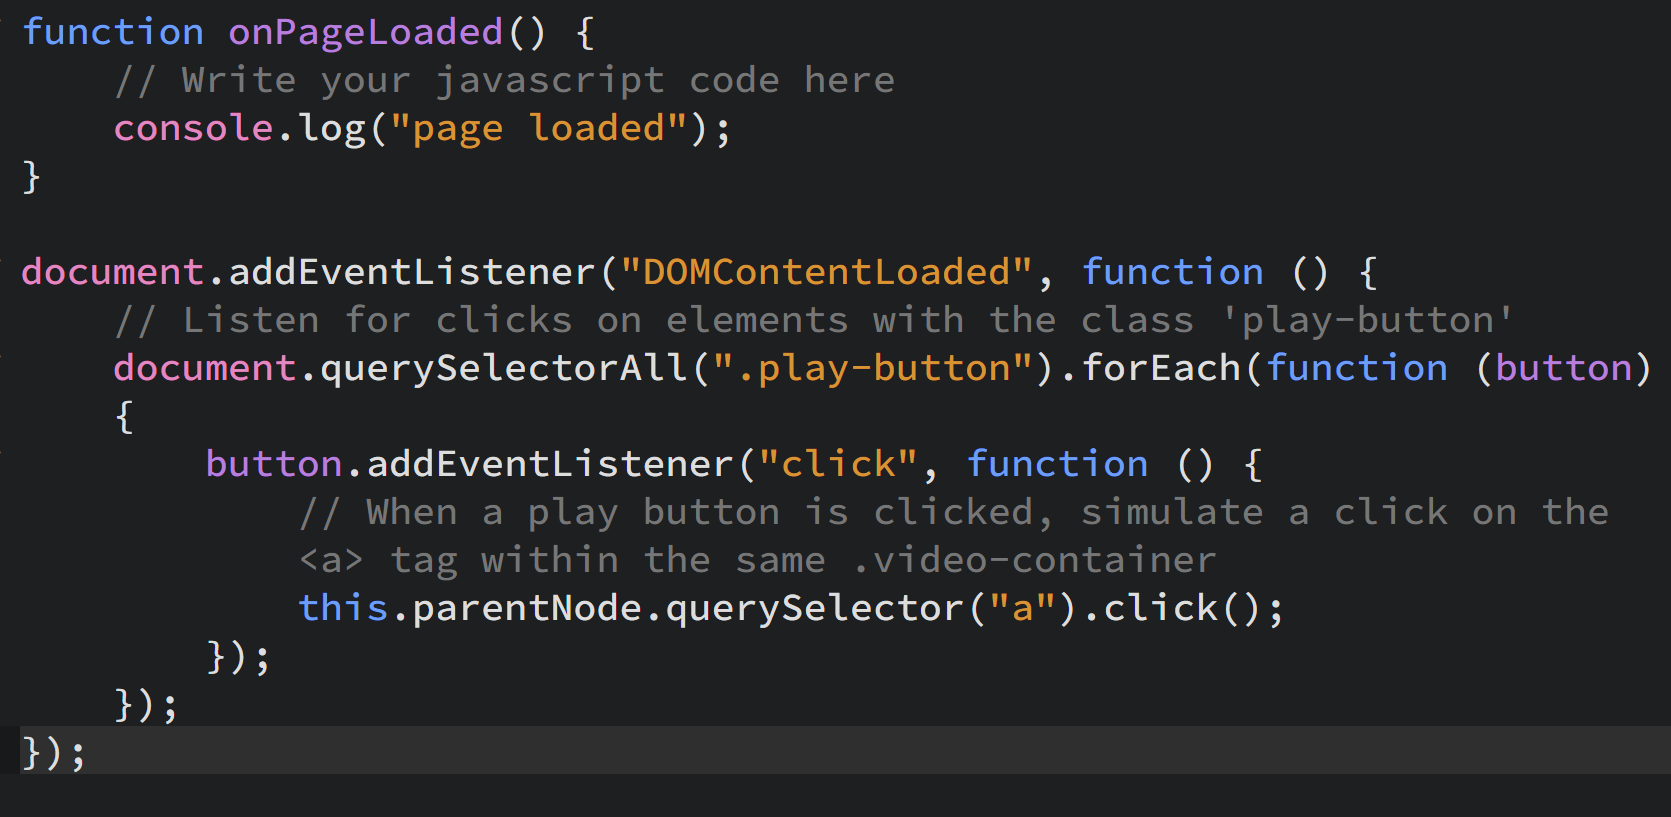 function onPageLoaded() {
    // Write your javascript code here
    console.log("page loaded");
}

document.addEventListener("DOMContentLoaded", function () {
    // Listen for clicks on elements with the class 'play-button'
    document.querySelectorAll(".play-button").forEach(function (button)
    {
        button.addEventListener("click", function () {
            // When a play button is clicked, simulate a click on the
            <a> tag within the same .video-container
            this.parentNode.querySelector("a").click();
        });
    });
});